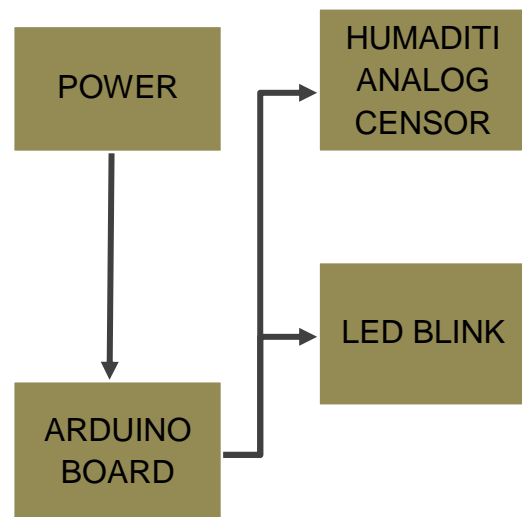 POWER
HUMADITI
ANALOG
CENSOR
LED BLINK
ARDUINO
BOARD